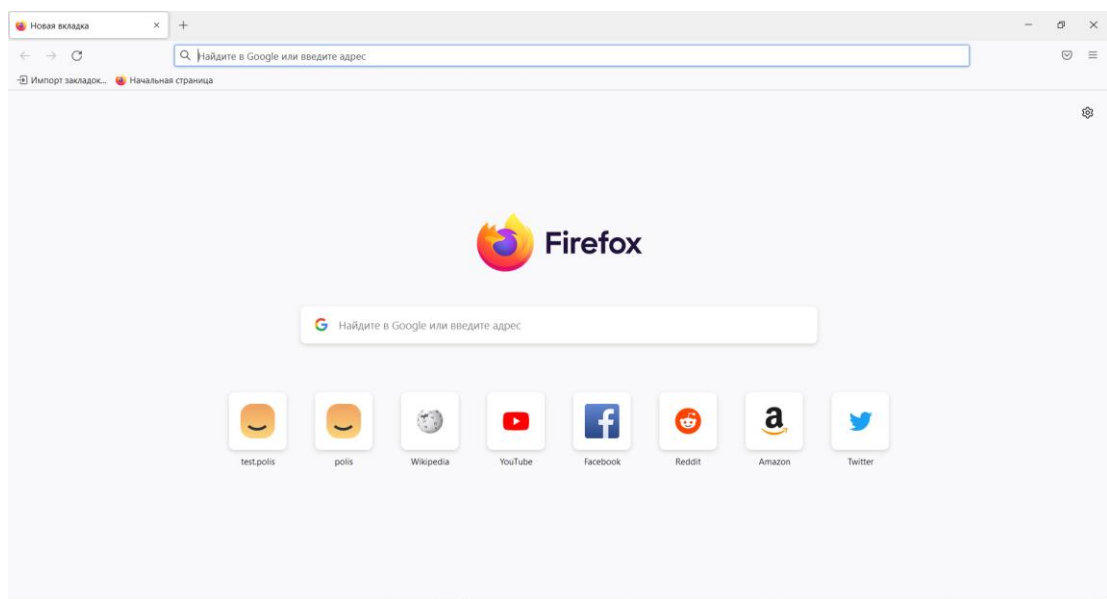 Новая вкладка
Найдите в Google или введите адрес
Импорт закладок... Начальная страница
Firefox
Найдите в Google или введите адрес
test.polis polis Wikipedia YouTube Facebook Reddit Amazon Twitter